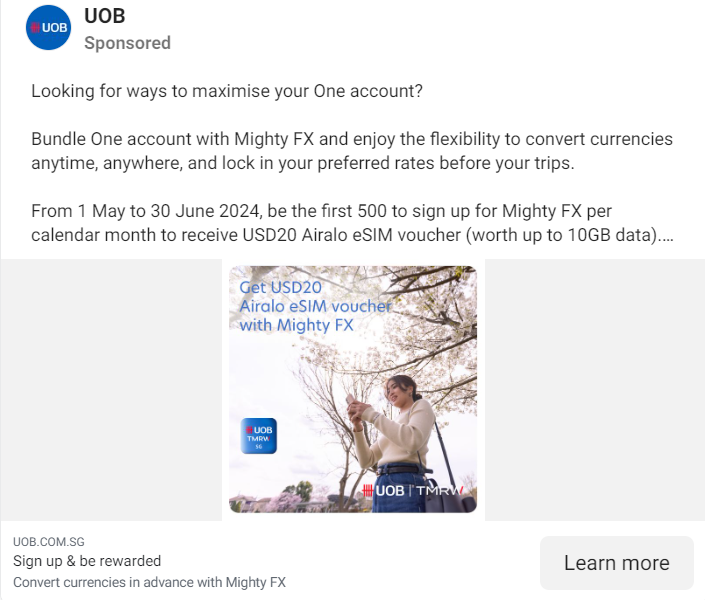 UOB
UOB
Sponsored
Looking for ways to maximise your One account?
Bundle One account with Mighty FX and enjoy the flexibility to convert currencies
anytime, anywhere, and lock in your preferred rates before your trips.
From 1 May to 30 June 2024, be the first 500 to sign up for Mighty FX per
calendar month to receive USD20 Airalo eSIM voucher (worth up to 10GB data)....
Get USD20
Airalo eSIM voucher
with Mighty FX
UOB
TMRW
SG
UOB | TMRW
UOB.COM.SG
Sign up & be rewarded
Convert currencies in advance with Mighty FX
Learn more